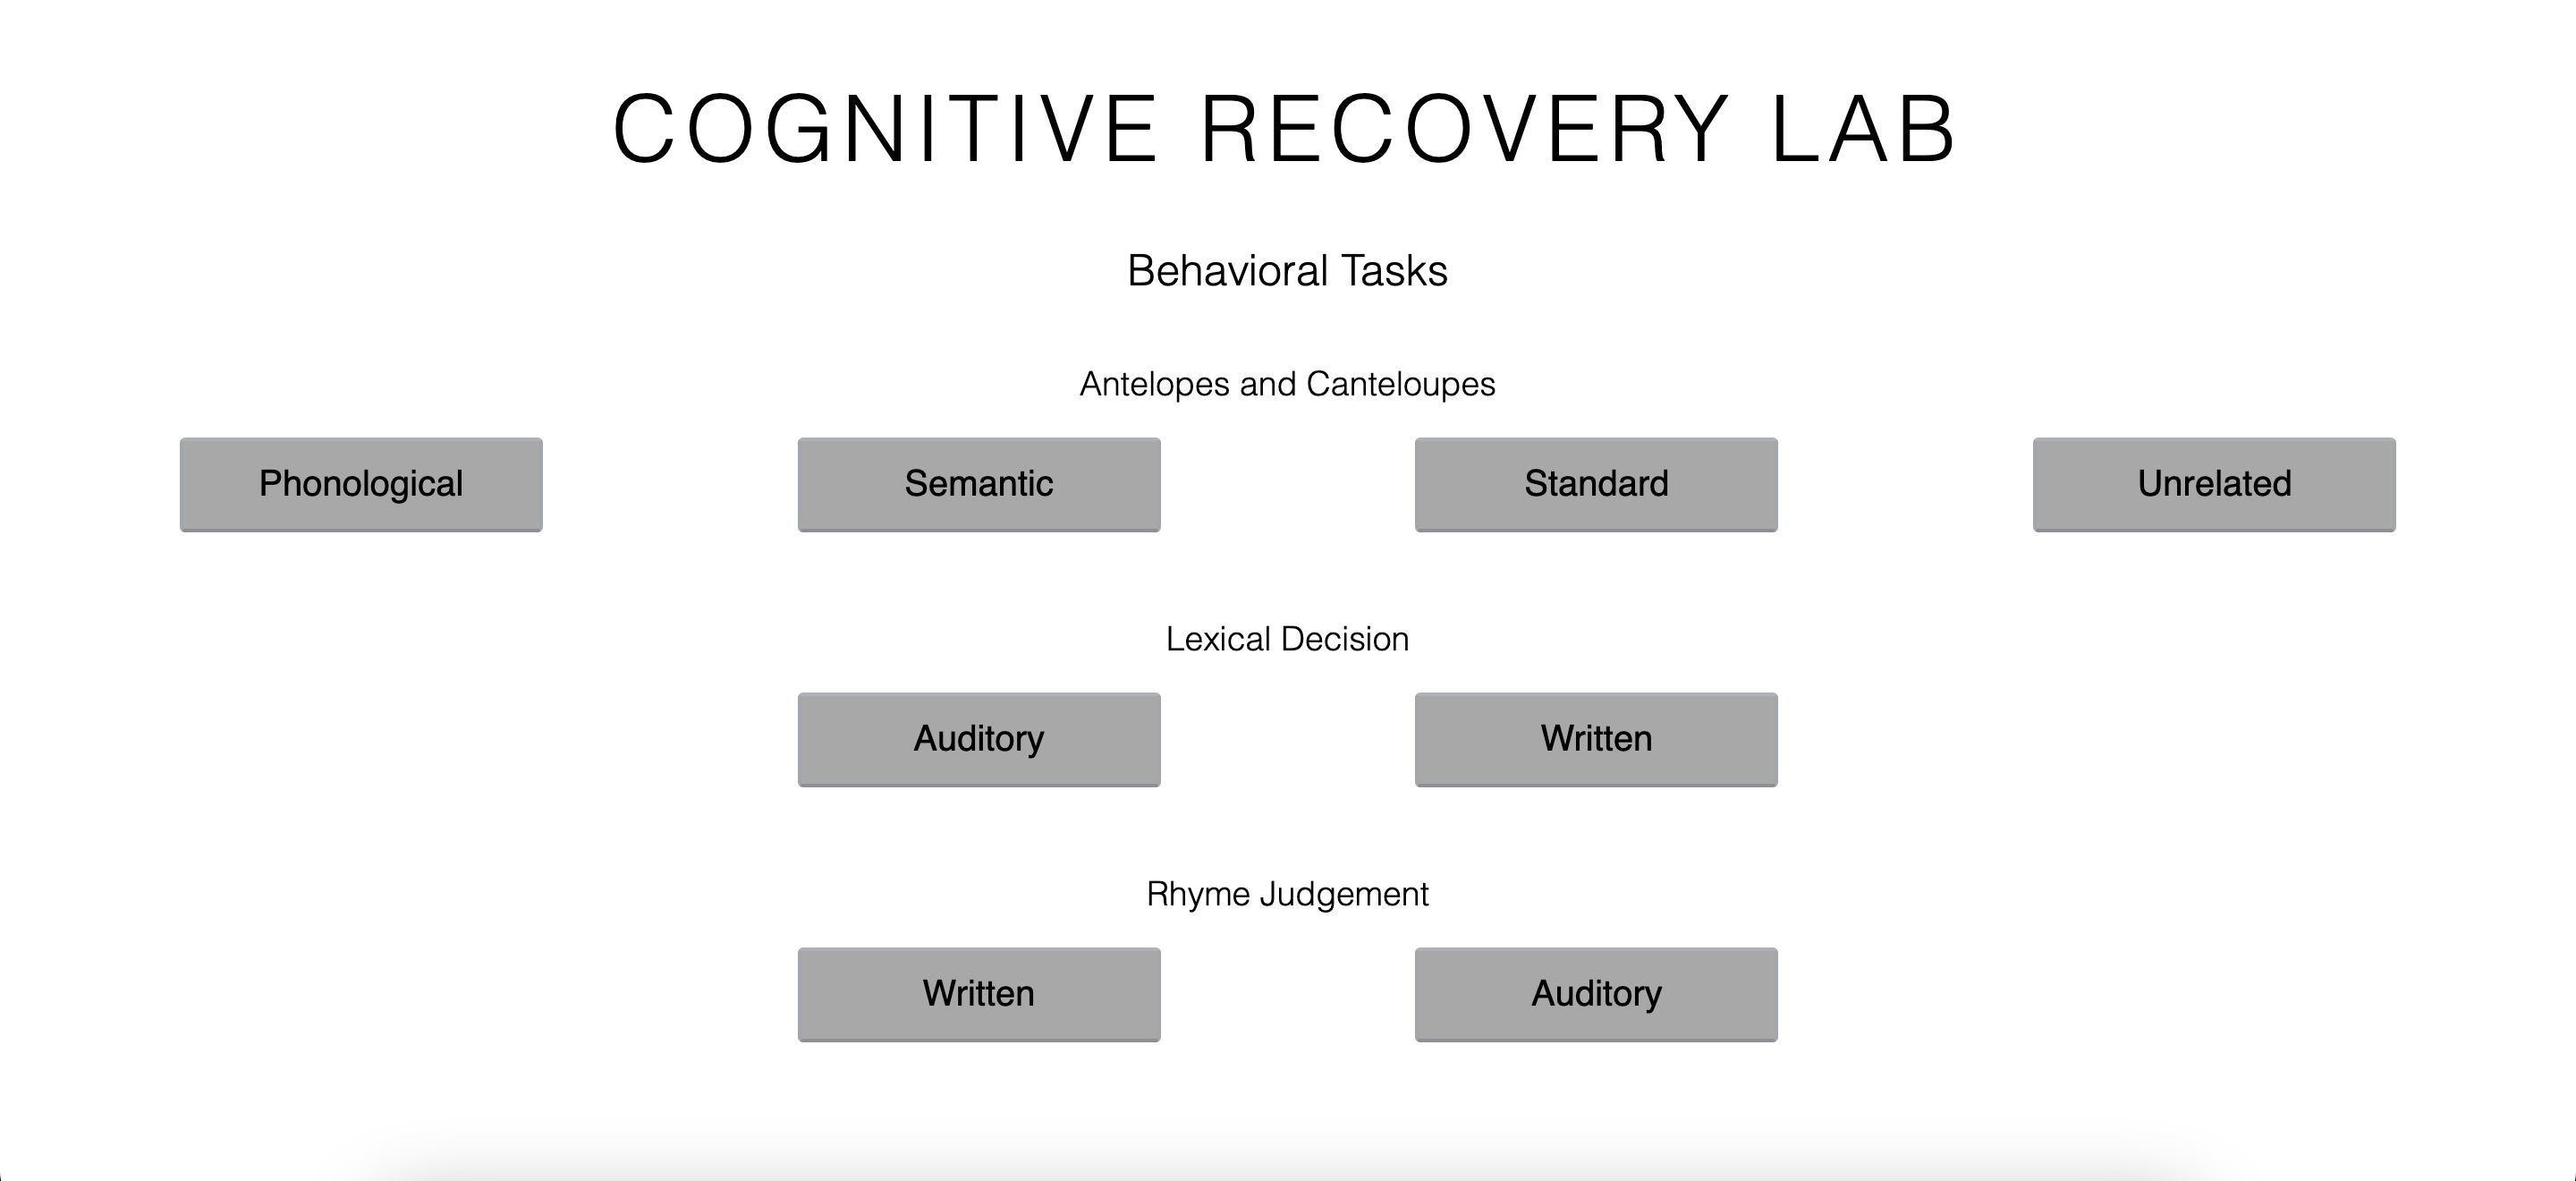 COGNITIVE RECOVERY LAB
Behavioral Tasks
Antelopes and Canteloupes
Phonological Semantic Standard Unrelated
Lexical Decision
Auditory Written
Rhyme Judgement
Written Auditory